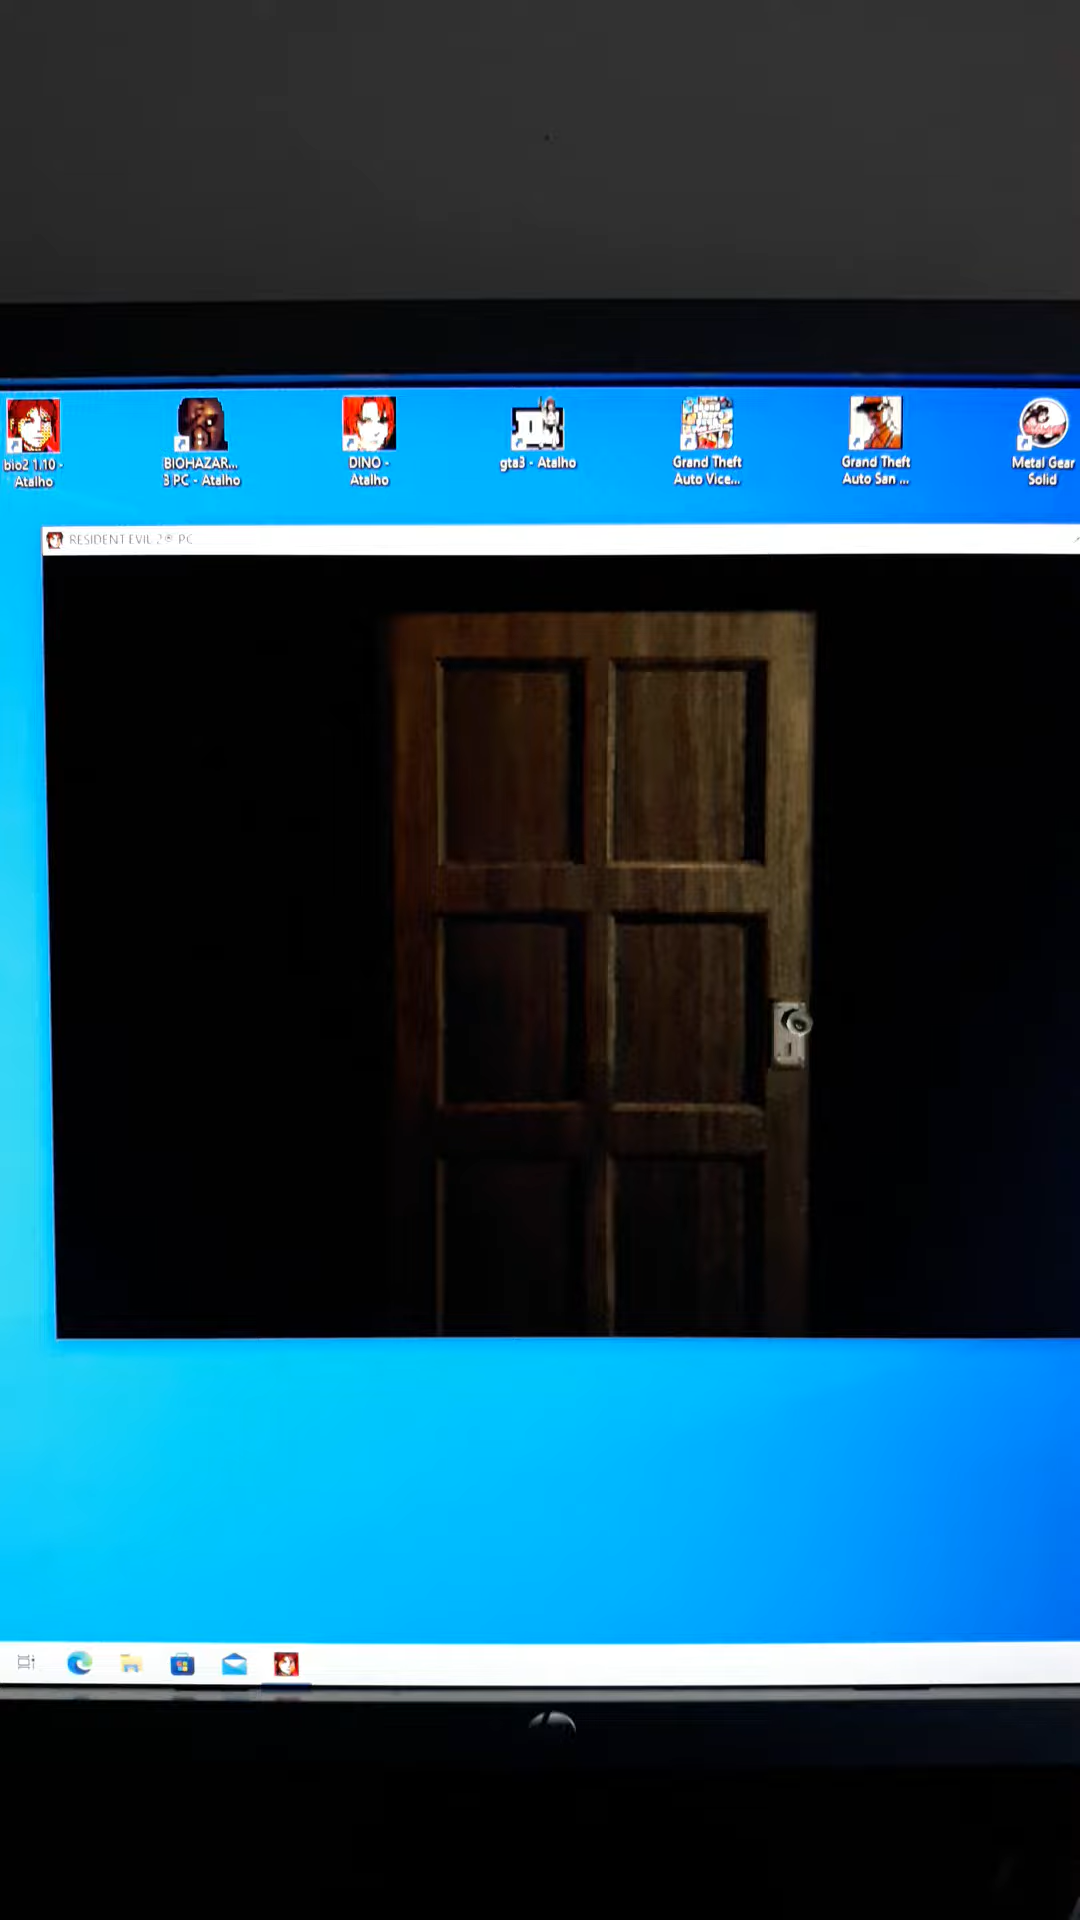 bio2 1.10 -
Atalho
BIOHAZAR...
3 PC - Atalho
DINO -
Atalho
gta3 - Atalho
Grand Theft
Auto Vice...
Grand Theft
Auto San ...
Metal Gear
Solid
RESIDENT EVIL 2® PC